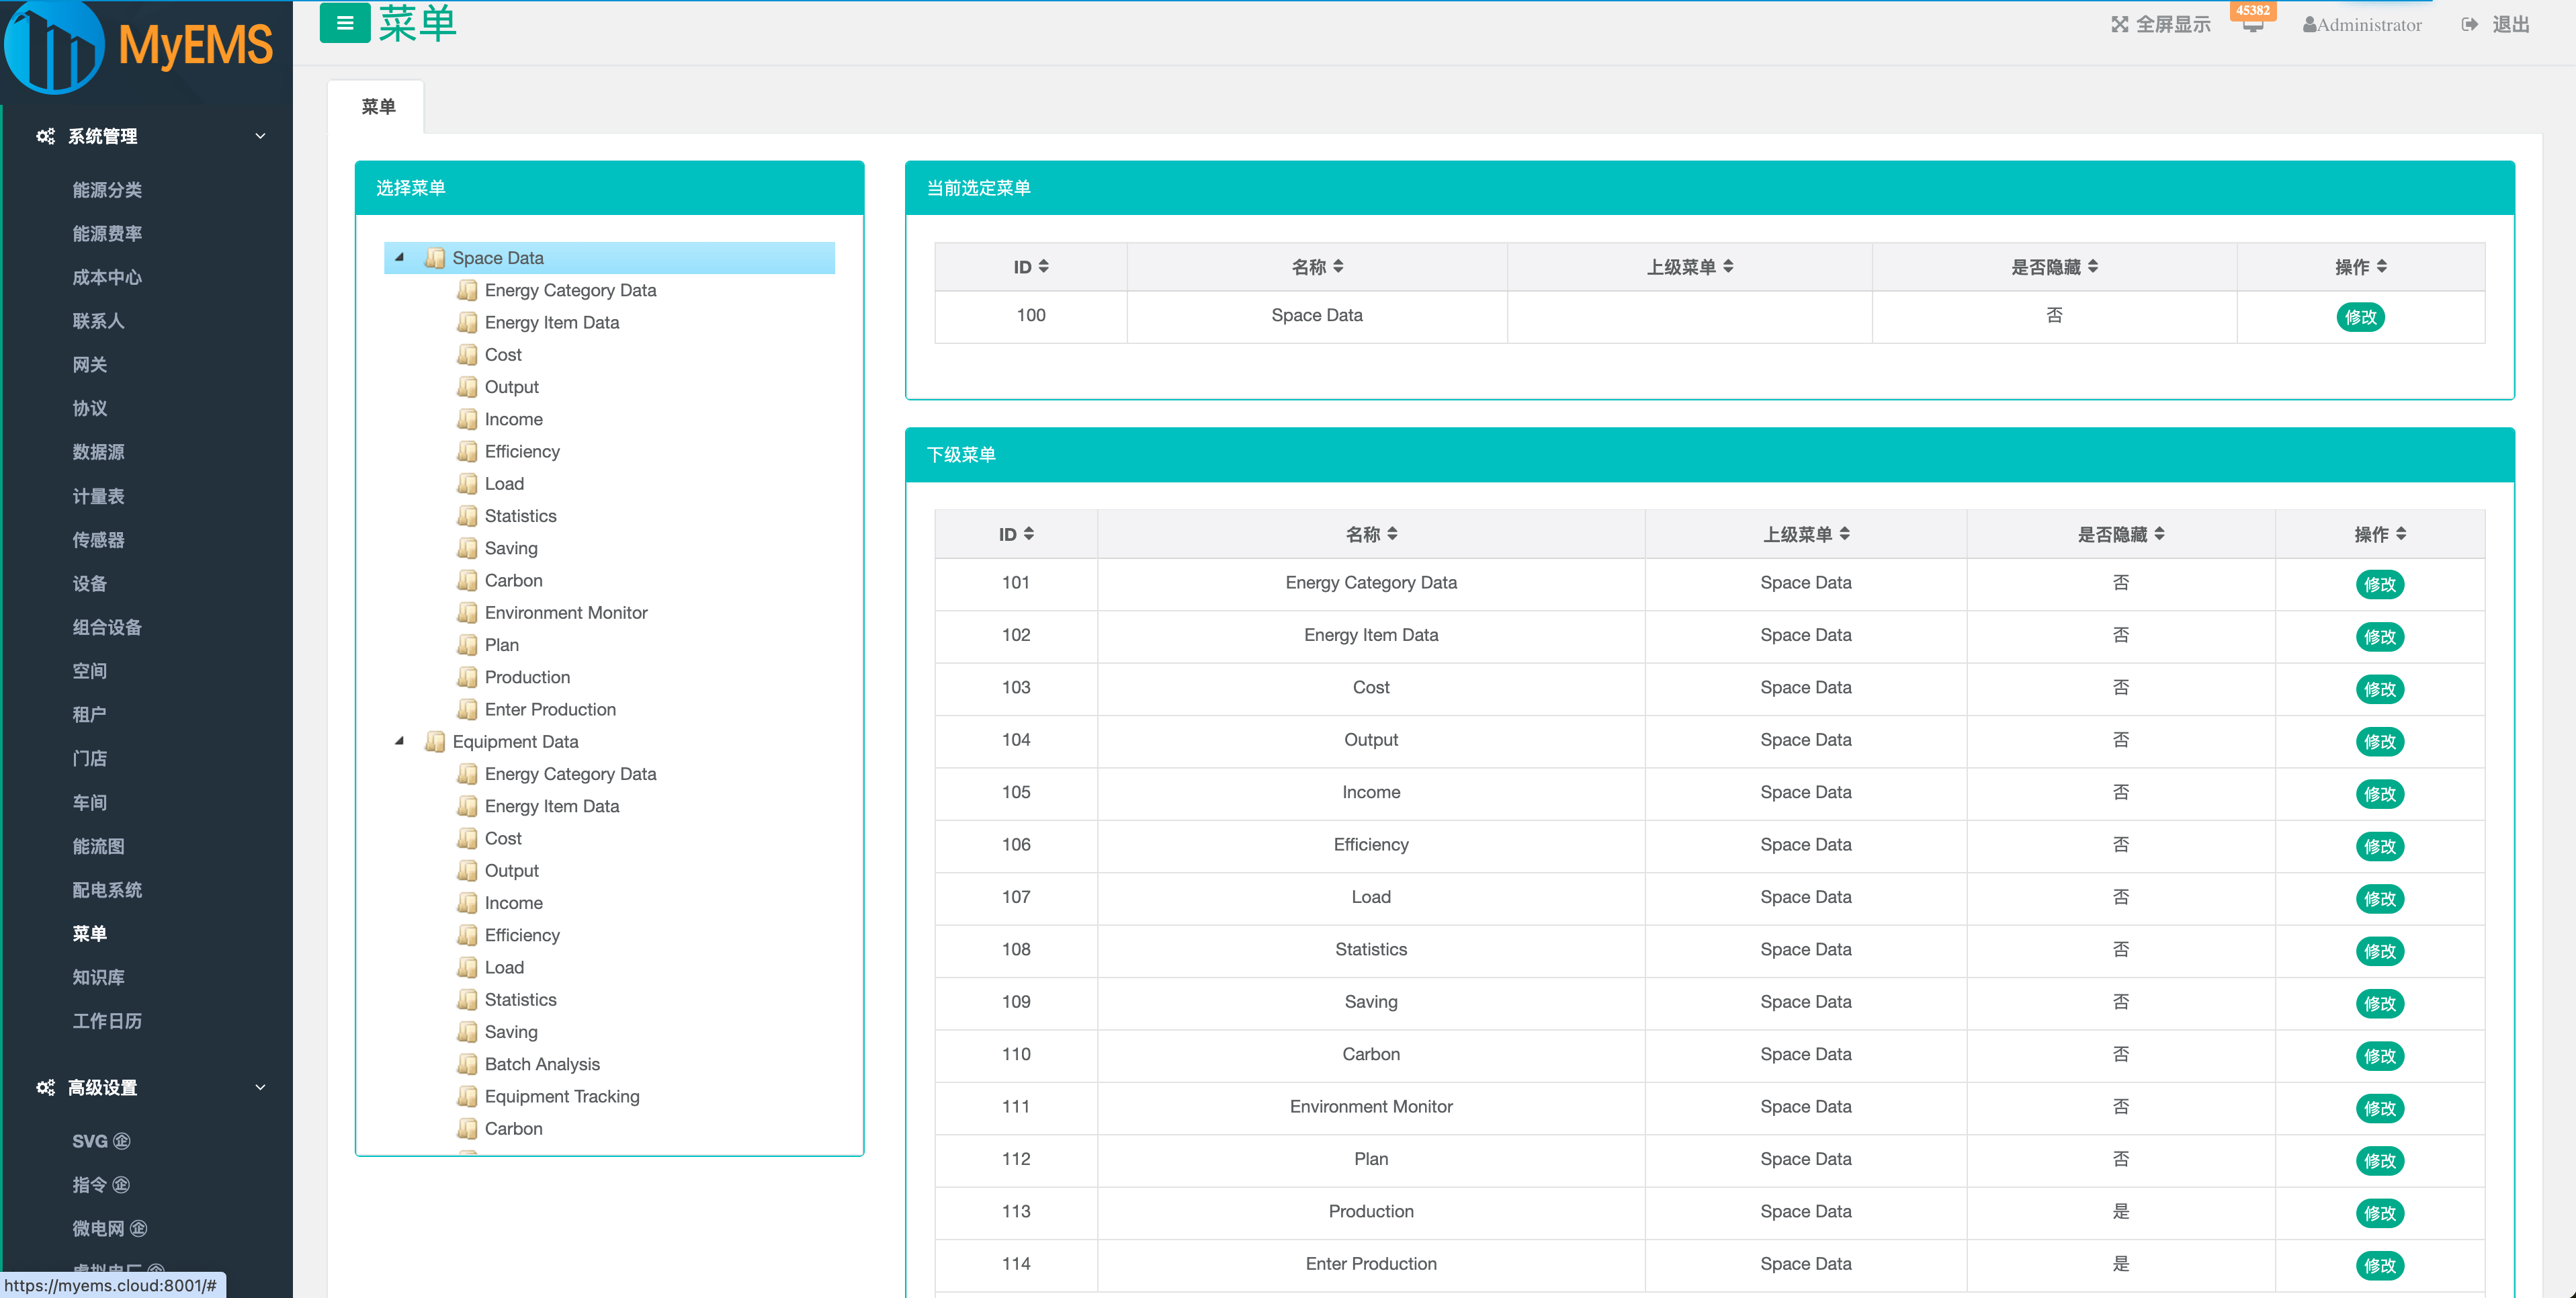 MyEMS
菜单
全屏显示
45382
Administrator
退出
系统管理
能源分类
能源费率
成本中心
联系人
网关
协议
数据源
计量表
传感器
设备
组合设备
空间
租户
门店
车间
能流图
配电系统
菜单
知识库
工作日历
高级设置
SVG ㊭
指令 ㊭
微电网 ㊭
虚拟电厂 ㊭
https://myems.cloud:8001/#
菜单
选择菜单
Space Data
Energy Category Data
Energy Item Data
Cost
Output
Income
Efficiency
Load
Statistics
Saving
Carbon
Environment Monitor
Plan
Production
Enter Production
Equipment Data
Energy Category Data
Energy Item Data
Cost
Output
Income
Efficiency
Load
Statistics
Saving
Batch Analysis
Equipment Tracking
Carbon
当前选定菜单
ID 名称 上级菜单 是否隐藏 操作
100 Space Data 否 修改
下级菜单
ID 名称 上级菜单 是否隐藏 操作
101 Energy Category Data Space Data 否 修改
102 Energy Item Data Space Data 否 修改
103 Cost Space Data 否 修改
104 Output Space Data 否 修改
105 Income Space Data 否 修改
106 Efficiency Space Data 否 修改
107 Load Space Data 否 修改
108 Statistics Space Data 否 修改
109 Saving Space Data 否 修改
110 Carbon Space Data 否 修改
111 Environment Monitor Space Data 否 修改
112 Plan Space Data 否 修改
113 Production Space Data 是 修改
114 Enter Production Space Data 是 修改